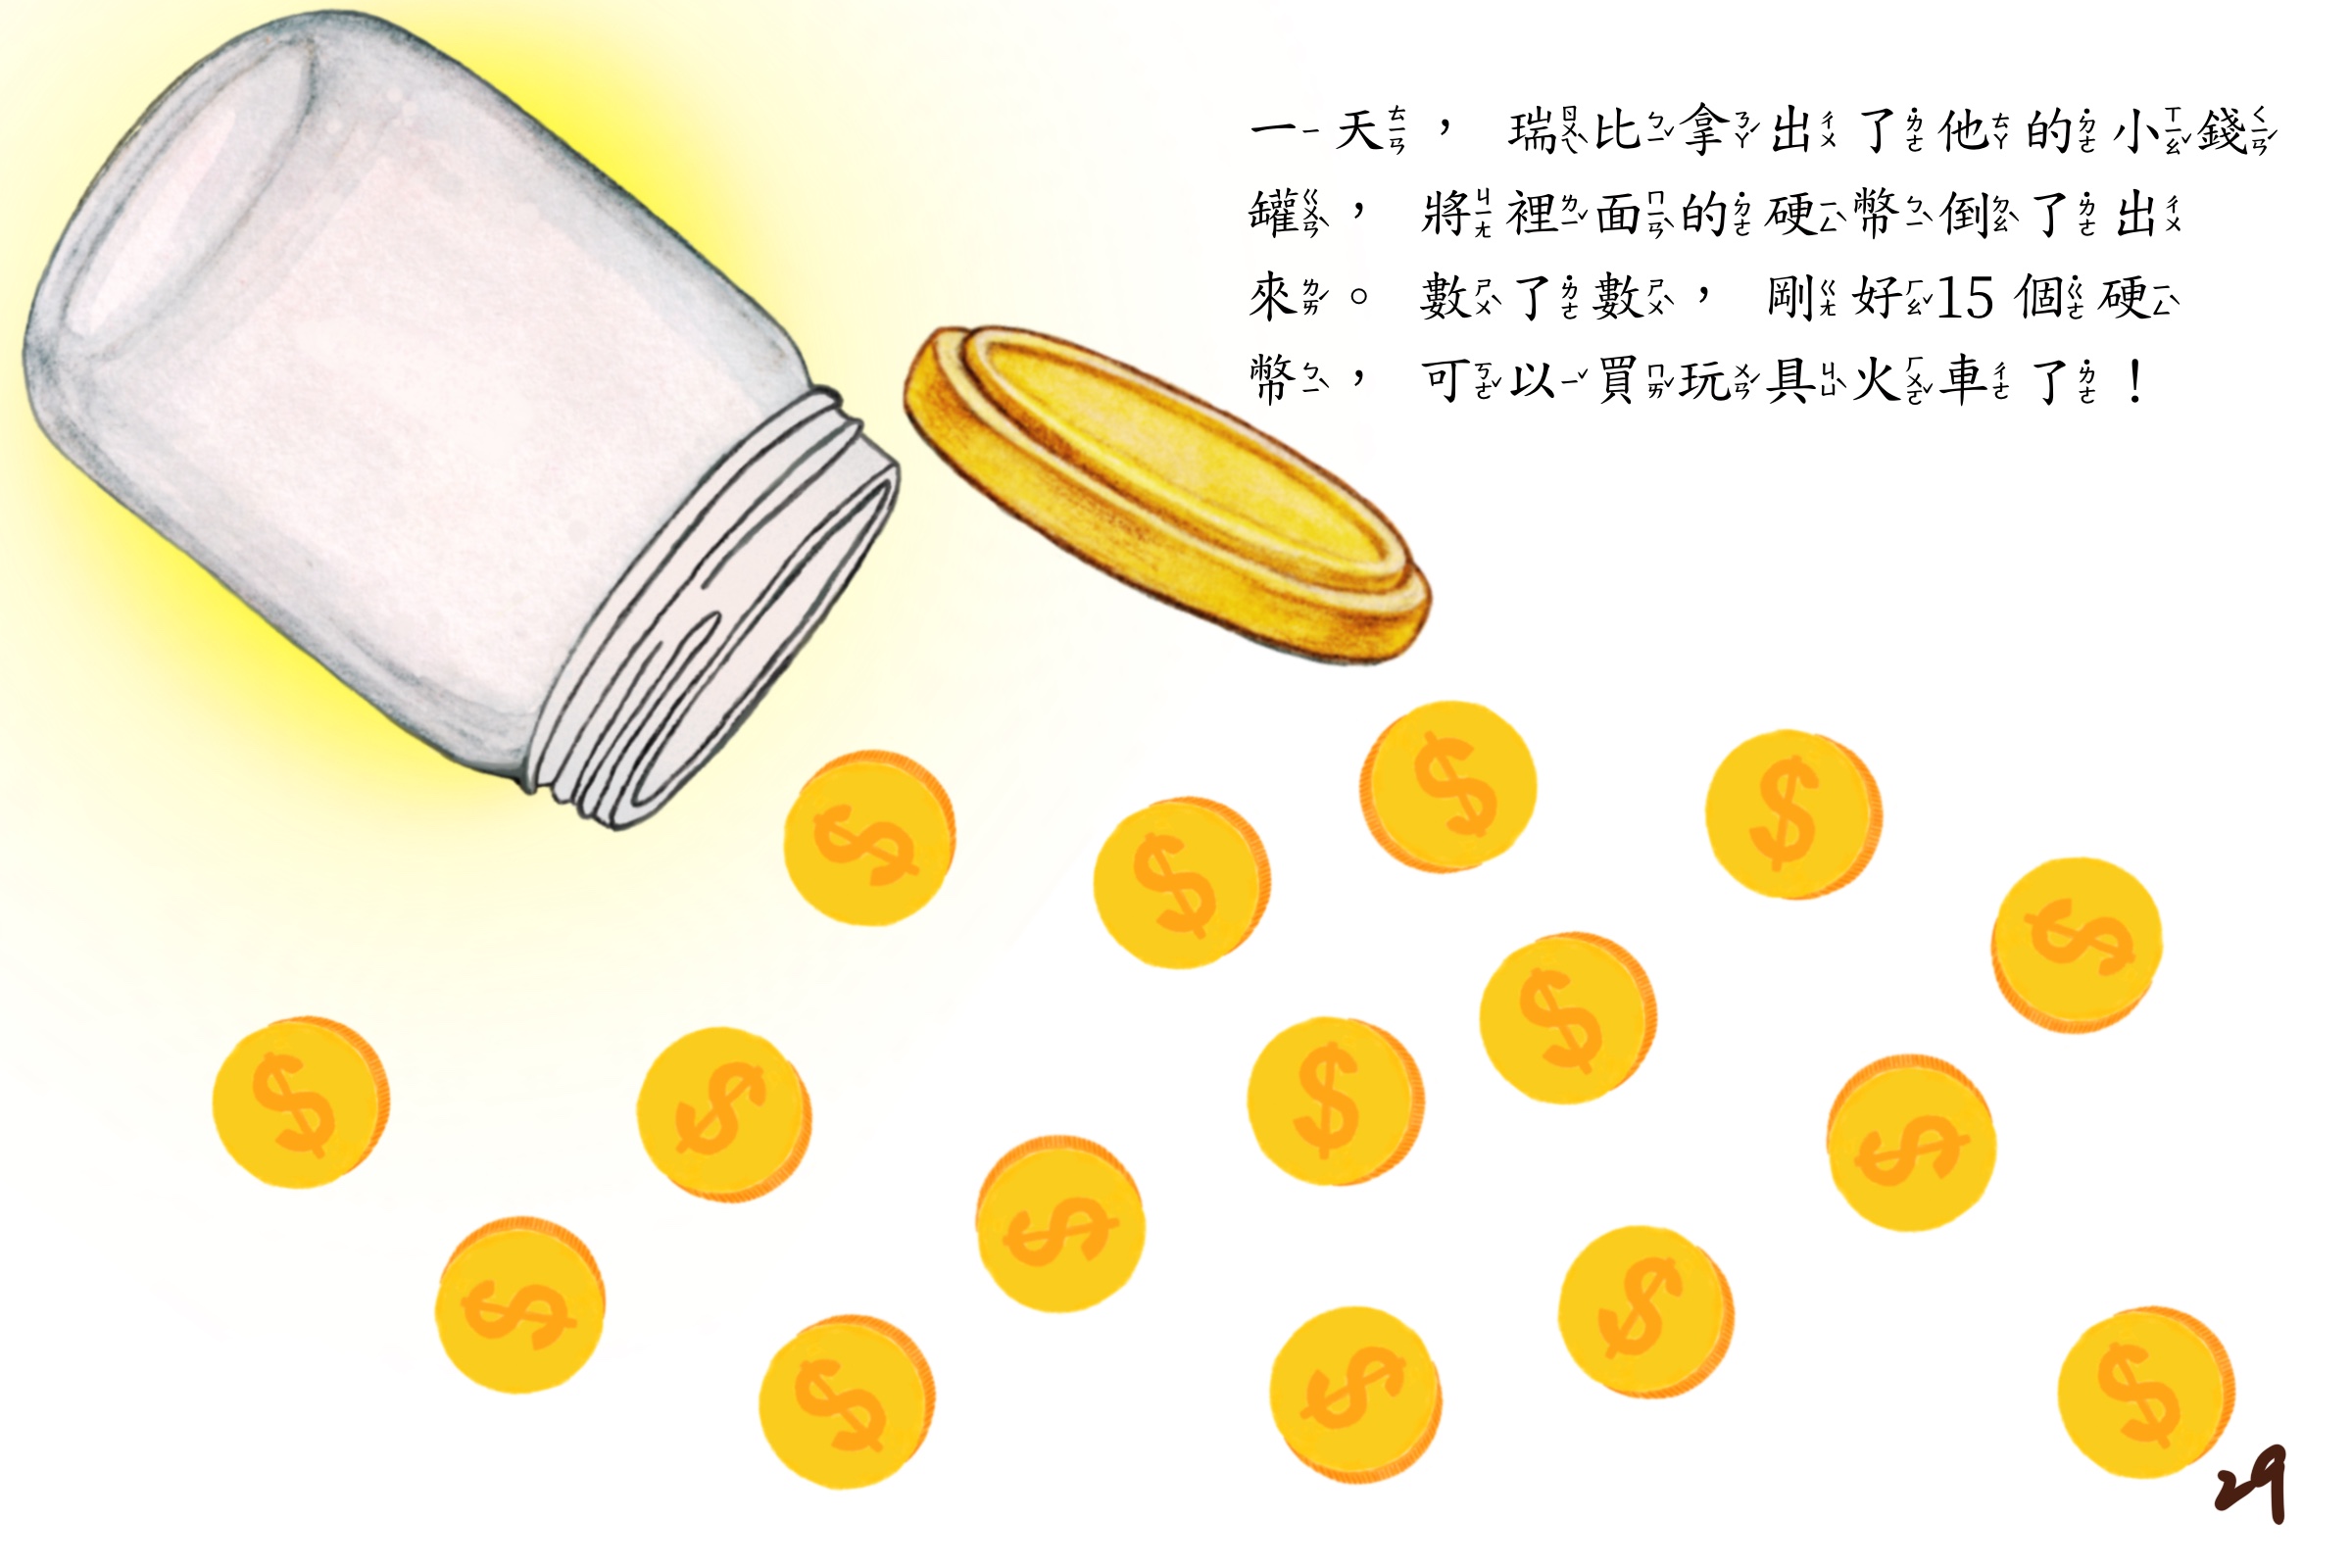 一天，瑞比拿出了他的小錢
罐，將裡面的硬幣倒了出
來。數了數，剛好15個硬
幣，可以買玩具火車了！
29